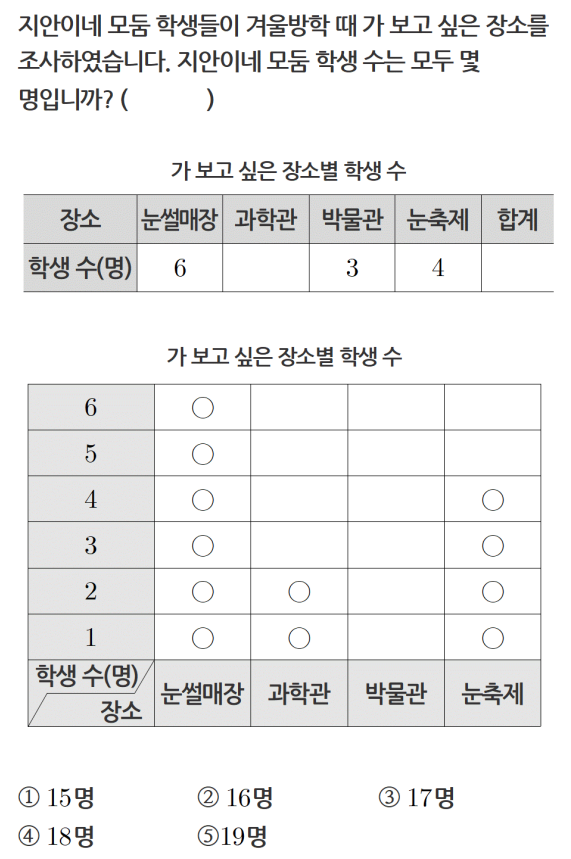 지안이네 모둠 학생들이 겨울방학 때 가 보고 싶은 장소를
조사하였습니다. 지안이네 모둠 학생 수는 모두 몇
명입니까? ( )
가 보고 싶은 장소별 학생 수
장소 눈썰매장 과학관 박물관 눈축제 합계
학생 수(명) 6 3 4
가 보고 싶은 장소별 학생 수
6 ○
5 ○
4 ○ ○
3 ○ ○
2 ○ ○ ○
1 ○ ○ ○
학생 수(명)
장소 눈썰매장 과학관 박물관 눈축제
① 15명 ② 16명 ③ 17명
④ 18명 ⑤19명